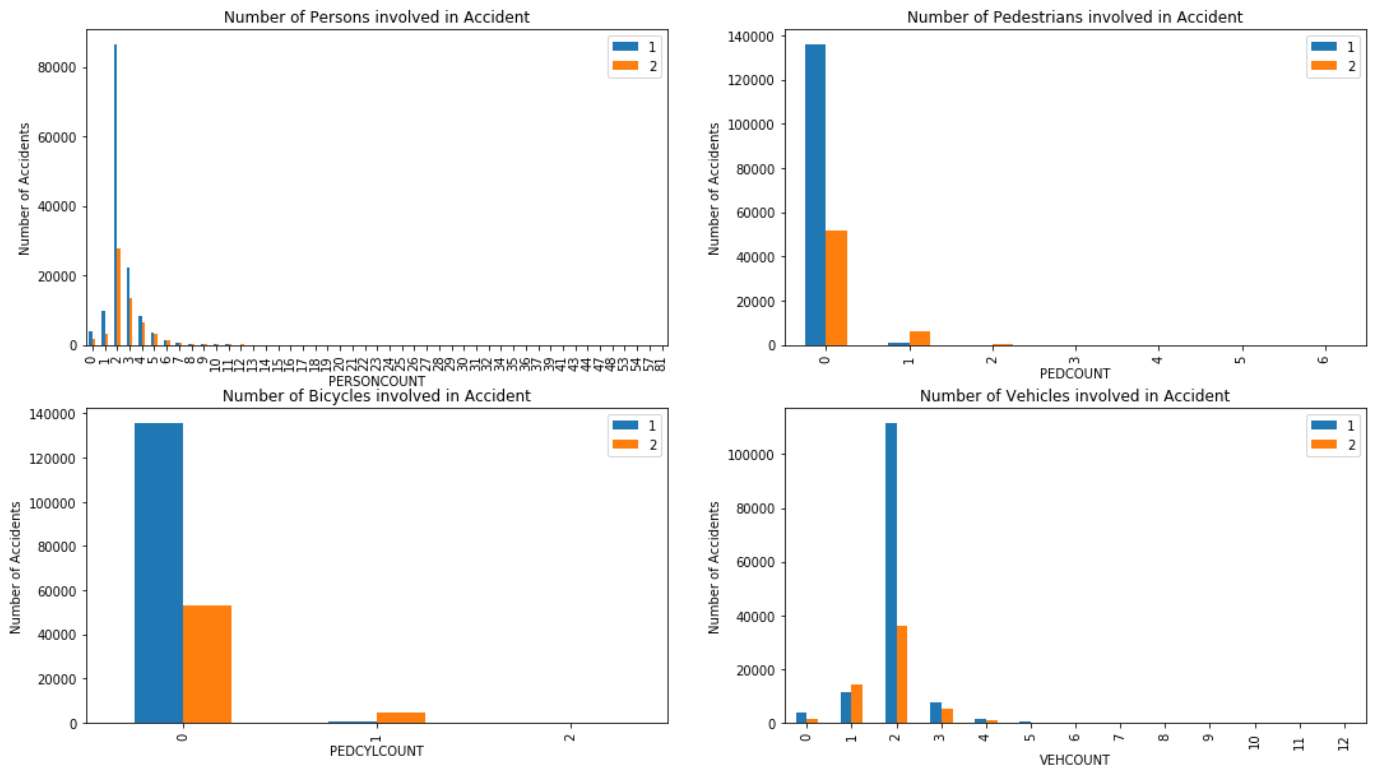 Number of Persons involved in Accident
1
2
80000
60000
40000
20000
0
Number of Accidents
0 1 2 3 4 5 6 7 8 9 10 11 12 13 14 15 16 17 18 19 20 21 22 23 24 25 26 27 28 29 30 31 32 34 35 36 37 39 41 43 44 47 48 53 54 57 81
PERSONCOUNT
Number of Pedestrians involved in Accident
1
2
140000
120000
100000
80000
60000
40000
20000
0
Number of Accidents
0 1 2 3 4 5 6
PEDCOUNT
Number of Bicycles involved in Accident
1
2
140000
120000
100000
80000
60000
40000
20000
0
Number of Accidents
0 1 2
PEDCYLCOUNT
Number of Vehicles involved in Accident
1
2
100000
80000
60000
40000
20000
0
Number of Accidents
0 1 2 3 4 5 6 7 8 9 10 11 12
VEHCOUNT